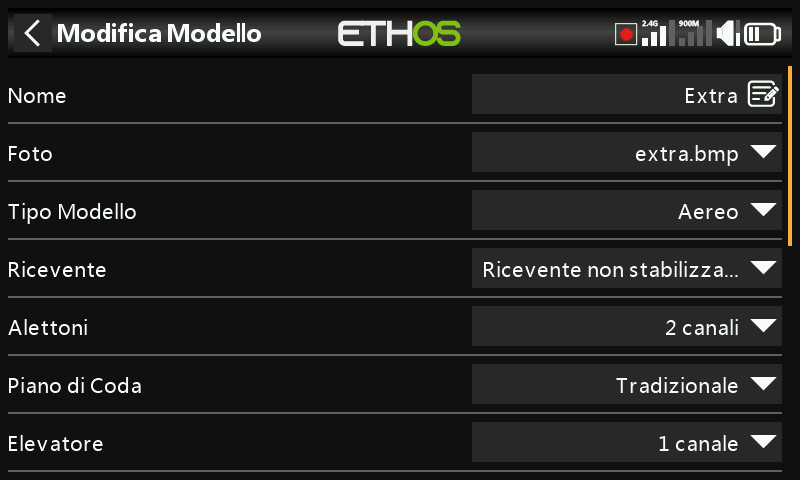 Modifica Modello
ETHOS
2.4G
900M
Nome
Extra
Foto
extra.bmp
Tipo Modello
Aereo
Ricevente
Ricevente non stabilizza...
Alettoni
2 canali
Piano di Coda
Tradizionale
Elevatore
1 canale